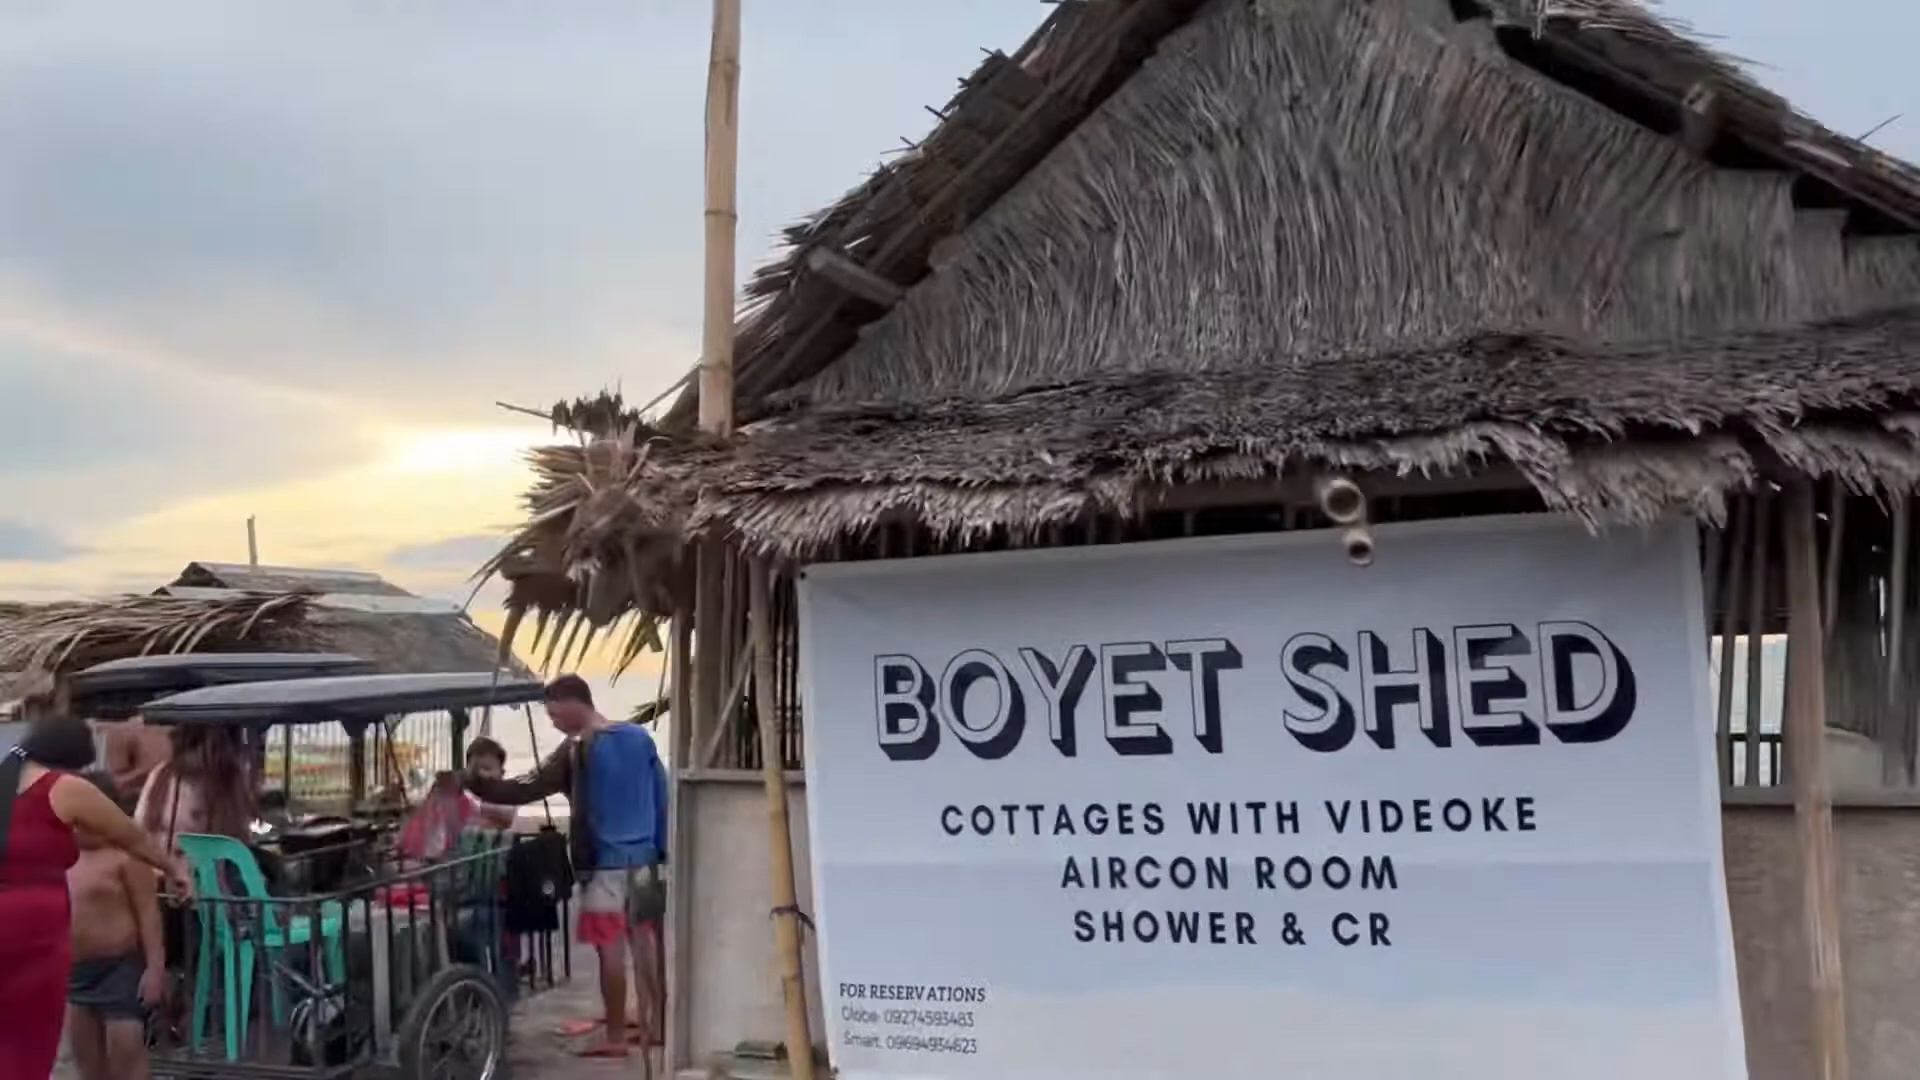 BOYET SHED
COTTAGES WITH VIDEOKE
AIRCON ROOM
SHOWER & CR
FOR RESERVATIONS
Globe: 09274593483
Smart: 09694934623